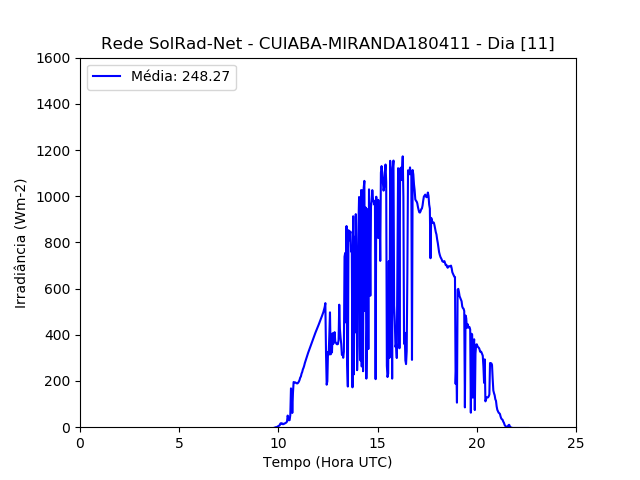 Rede SolRad-Net - CUIABA-MIRANDA180411 - Dia [11]
Média: 248.27
Irradiância (Wm-2)
1600
1400
1200
1000
800
600
400
200
0
0 5 10 15 20 25
Tempo (Hora UTC)